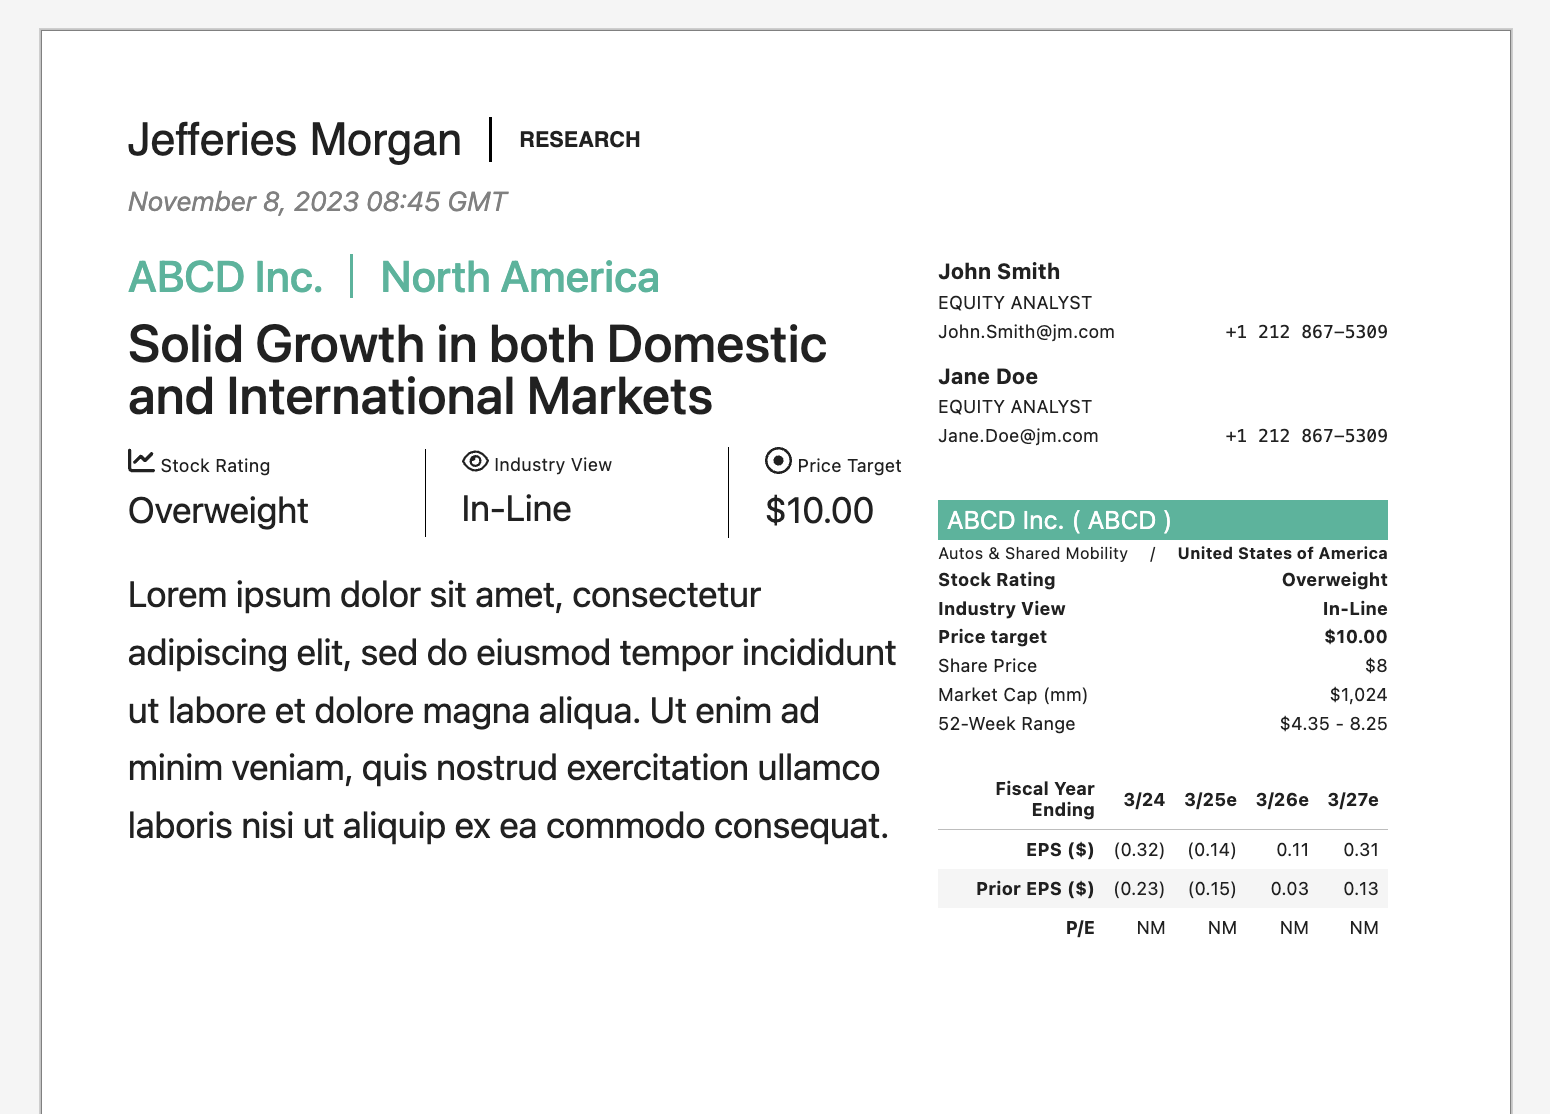 Jefferies Morgan | RESEARCH
November 8, 2023 08:45 GMT
ABCD Inc. | North America
Solid Growth in both Domestic
and International Markets
Stock Rating
Overweight
Industry View
In-Line
Price Target
$10.00
Lorem ipsum dolor sit amet, consectetur
adipiscing elit, sed do eiusmod tempor incididunt
ut labore et dolore magna aliqua. Ut enim ad
minim veniam, quis nostrud exercitation ullamco
laboris nisi ut aliquip ex ea commodo consequat.
John Smith
EQUITY ANALYST
John.Smith@jm.com +1 212 867-5309
Jane Doe
EQUITY ANALYST
Jane.Doe@jm.com +1 212 867-5309
ABCD Inc. ( ABCD )
Autos & Shared Mobility / United States of America
Stock Rating Overweight
Industry View In-Line
Price target $10.00
Share Price $8
Market Cap (mm) $1,024
52-Week Range $4.35 - 8.25
Fiscal Year
Ending 3/24 3/25e 3/26e 3/27e
EPS ($) (0.32) (0.14) 0.11 0.31
Prior EPS ($) (0.23) (0.15) 0.03 0.13
P/E NM NM NM NM